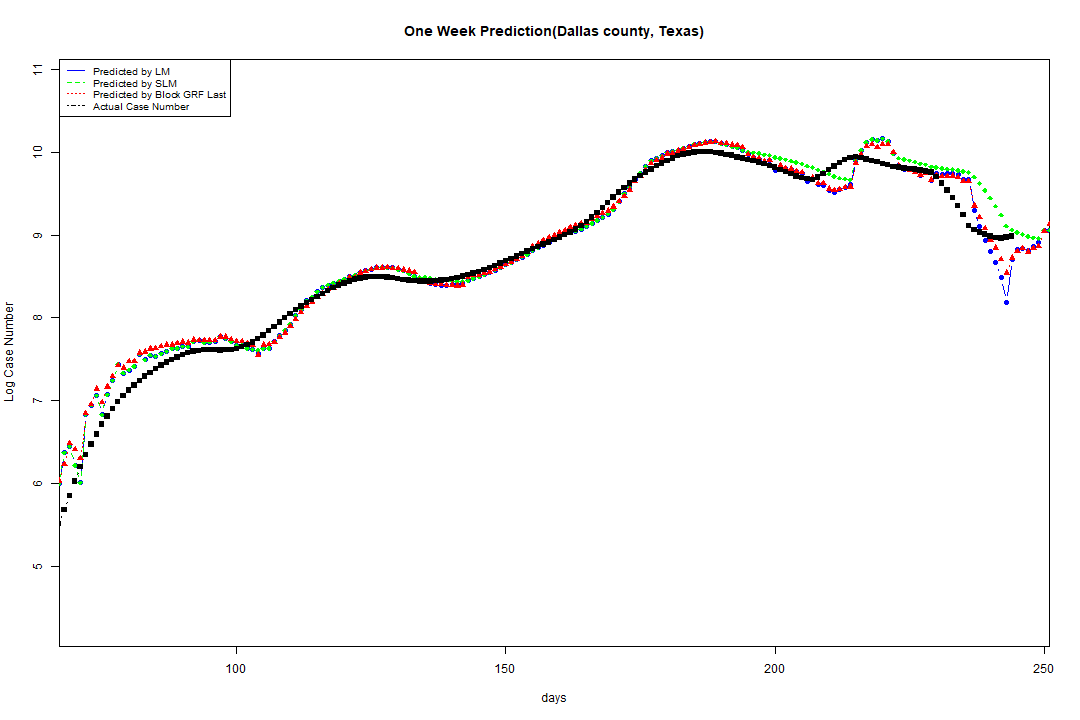 One Week Prediction(Dallas county, Texas)
11
Predicted by LM
Predicted by SLM
Predicted by Block GRF Last
Actual Case Number
10
9
8
7
6
5
Log Case Number
100
150
200
250
days